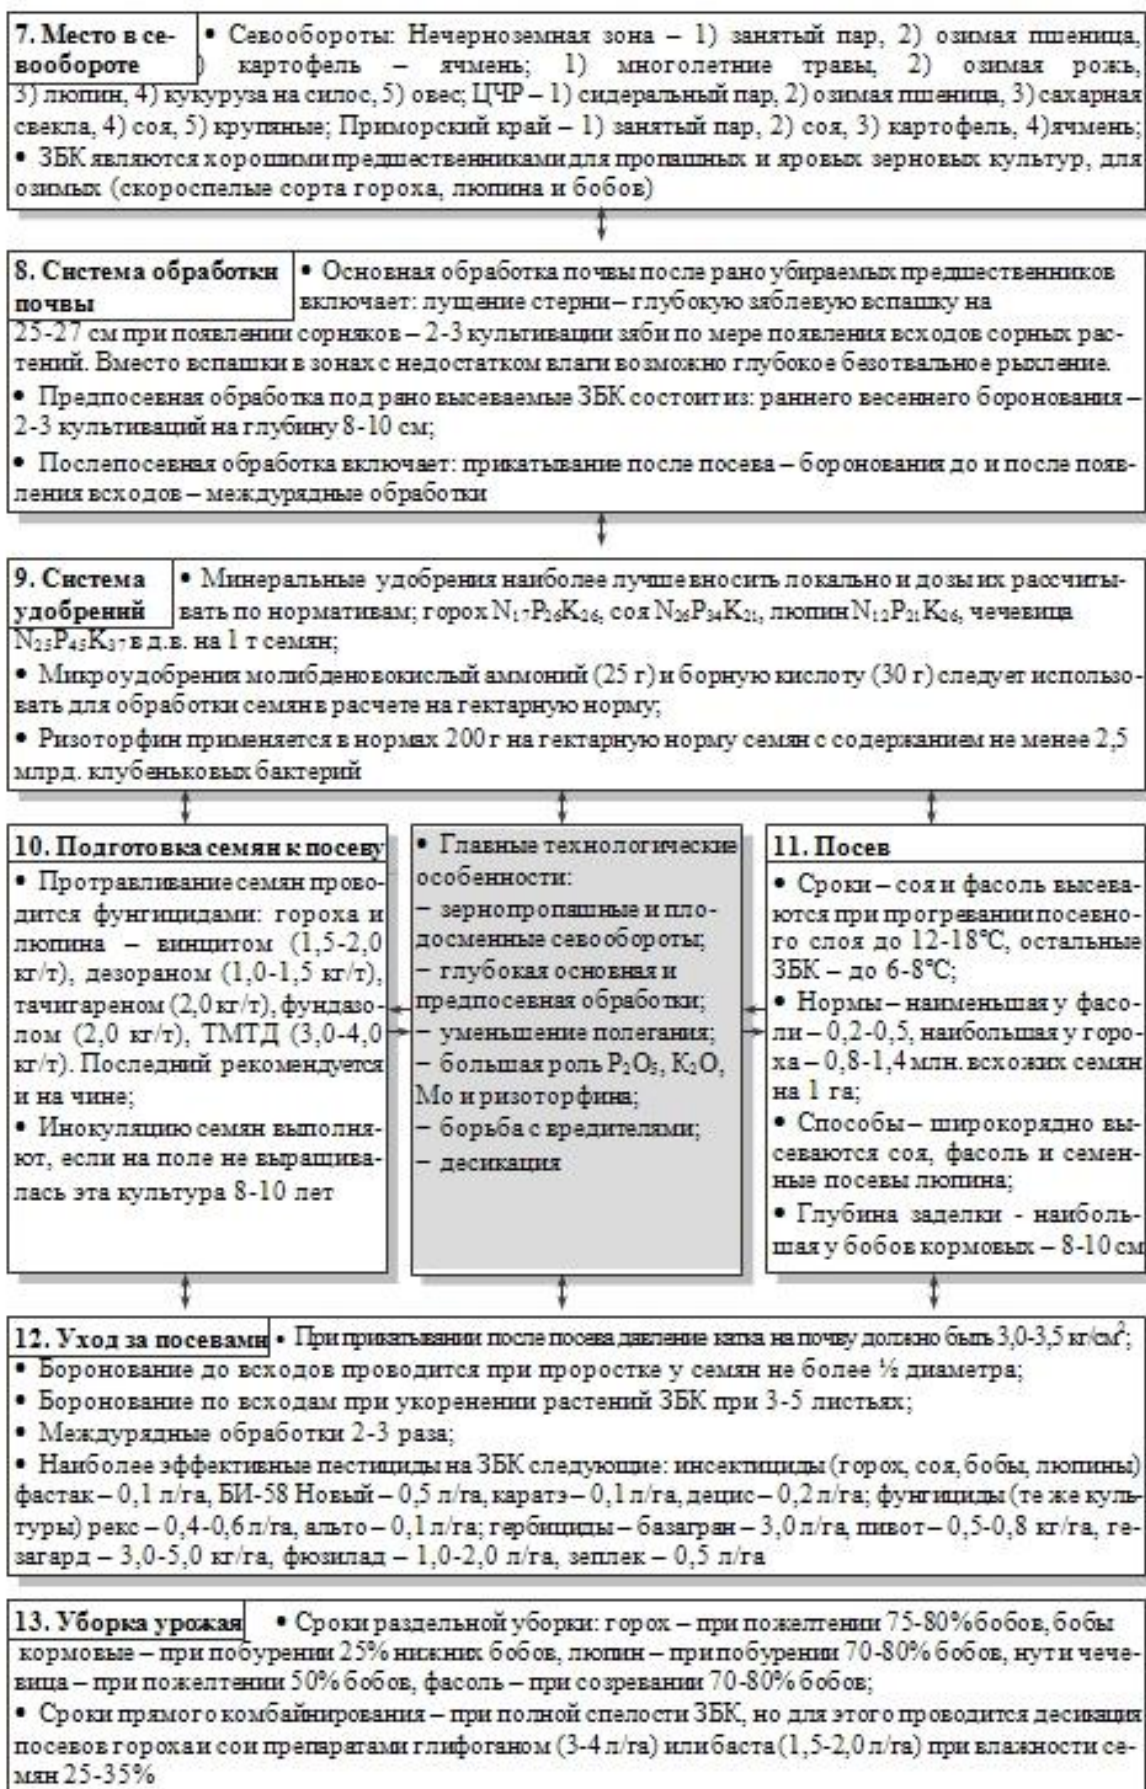 7. Место в се-
вообороте
• Севообороты: Нечерноземная зона – 1) занятый пар, 2) озимая пшеница,
) картофель – ячмень; 1) многолетние травы, 2) озимая рожь,
3) люпин, 4) кукуруза на силос, 5) овес; ЦЧР – 1) сидеральный пар, 2) озимая пшеница, 3) сахарная
свекла, 4) соя, 5) крупяные; Приморский край – 1) занятый пар, 2) соя, 3) картофель, 4)ячмень;
• ЗБК являются хорошими предшественниками для пропашных и яровых зерновых культур, для
озимых (скороспелые сорта гороха, люпина и бобов)
8. Система обработки
почвы
• Основная обработка почвы после рано убираемых предшественников
включает: лущение стерни – глубокую зяблевую вспашку на
25-27 см при появлении сорняков – 2-3 культивации зяби по мере появления всходов сорных рас-
тений. Вместо вспашки в зонах с недостатком влаги возможно глубокое безотвальное рыхление.
• Предпосевная обработка под рано высеваемые ЗБК состоит из: раннего весеннего боронования –
2-3 культиваций на глубину 8-10 см;
• Послепосевная обработка включает: прикатывание после посева – боронования до и после появ-
ления всходов – междурядные обработки
9. Система
удобрений
• Минеральные удобрения наиболее лучше вносить локально и дозы их рассчиты-
вать по нормативам; горох N₁₇P₂₆K₂₆, соя N₂₆P₃₄K₂₁, люпин N₁₂P₂₁K₂₆, чечевица
N₂₅P₄₅K₃₇ в д.в. на 1 т семян;
• Микроудобрения молибденовокислый аммоний (25 г) и борную кислоту (30 г) следует использо-
вать для обработки семян в расчете на гектарную норму;
• Ризоторфин применяется в нормах 200 г на гектарную норму семян с содержанием не менее 2,5
млрд. клубеньковых бактерий
10. Подготовка семян к посеву
• Протравливание семян прово-
дится фунгицидами: гороха и
люпина – винцитом (1,5-2,0
кг/т), дезораном (1,0-1,5 кг/т),
тачигареном (2,0 кг/т), фундазо-
лом (2,0 кг/т), ТМТД (3,0-4,0
кг/т). Последний рекомендуется
и на чине;
• Инокуляцию семян выполня-
ют, если на поле не выращива-
лась эта культура 8-10 лет
• Главные технологические
особенности:
– зернопропашные и пло-
досменные севообороты;
– глубокая основная и
предпосевная обработки;
– уменьшение полегания;
– большая роль P₂O₅, K₂O,
Мо и ризоторфина;
– борьба с вредителями;
– десикация
11. Посев
• Сроки – соя и фасоль высева-
ются при прогревании посевно-
го слоя до 12-18°С, остальные
ЗБК – до 6-8°С;
• Нормы – наименьшая у фасо-
ли – 0,2-0,5, наибольшая у горо-
ха – 0,8-1,4 млн. всхожих семян
на 1 га;
• Способы – широкорядно вы-
севаются соя, фасоль и семен-
ные посевы люпина;
• Глубина заделки - наиболь-
шая у бобов кормовых – 8-10 см
12. Уход за посевами • При прикатывании после посева давление катка на почву должно быть 3,0-3,5 кг/см²;
• Боронование до всходов проводится при проростке у семян не более ½ диаметра;
• Боронование по всходам при укоренении растений ЗБК при 3-5 листьях;
• Междурядные обработки 2-3 раза;
• Наиболее эффективные пестициды на ЗБК следующие: инсектициды (горох, соя, бобы, люпины)
фастак – 0,1 л/га, БИ-58 Новый – 0,5 л/га, каратэ – 0,1 л/га, децис – 0,2 л/га; фунгициды (те же куль-
туры) рекс – 0,4-0,6 л/га, альто – 0,1 л/га; гербициды – базагран – 3,0 л/га, пивот – 0,5-0,8 кг/га, ге-
загард – 3,0-5,0 кг/га, фюзилад – 1,0-2,0 л/га, зеплек – 0,5 л/га
13. Уборка урожая • Сроки раздельной уборки: горох – при пожелтении 75-80% бобов, бобы
кормовые – при побурении 25% нижних бобов, люпин – при побурении 70-80% бобов, нут и чече-
вица – при пожелтении 50% бобов, фасоль – при созревании 70-80% бобов;
• Сроки прямого комбайнирования – при полной спелости ЗБК, но для этого проводится десикация
посевов гороха и сои препаратами глифоганом (3-4 л/га) или баста (1,5-2,0 л/га) при влажности се-
мян 25-35%